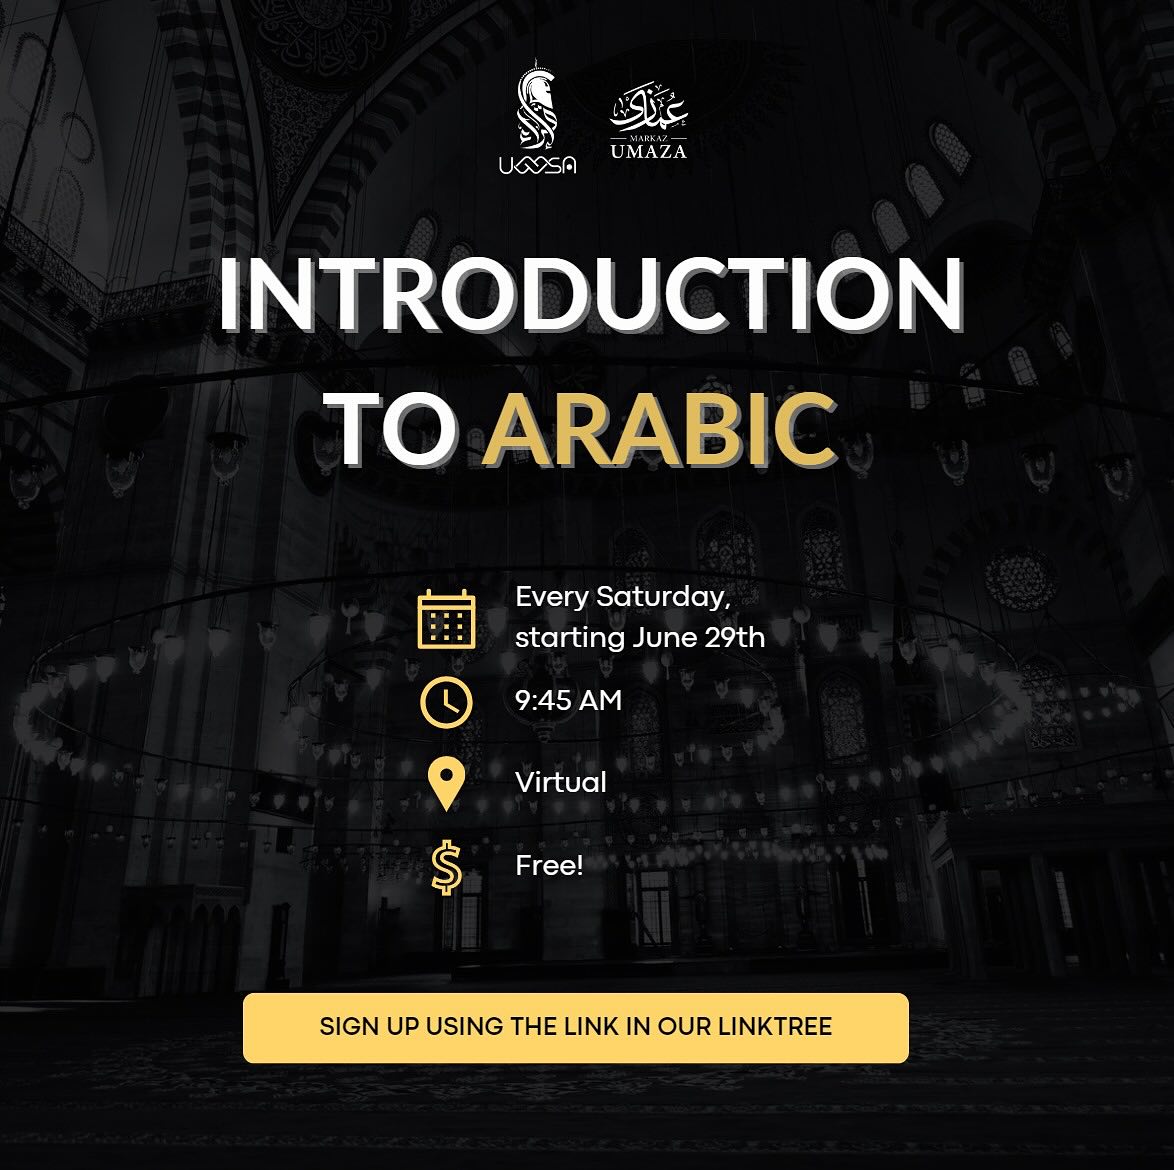 عمازى
MARKAZ
UMAZA
INTRODUCTION
TO ARABIC
Every Saturday,
starting June 29th
9:45 AM
Virtual
$
Free!
SIGN UP USING THE LINK IN OUR LINKTREE